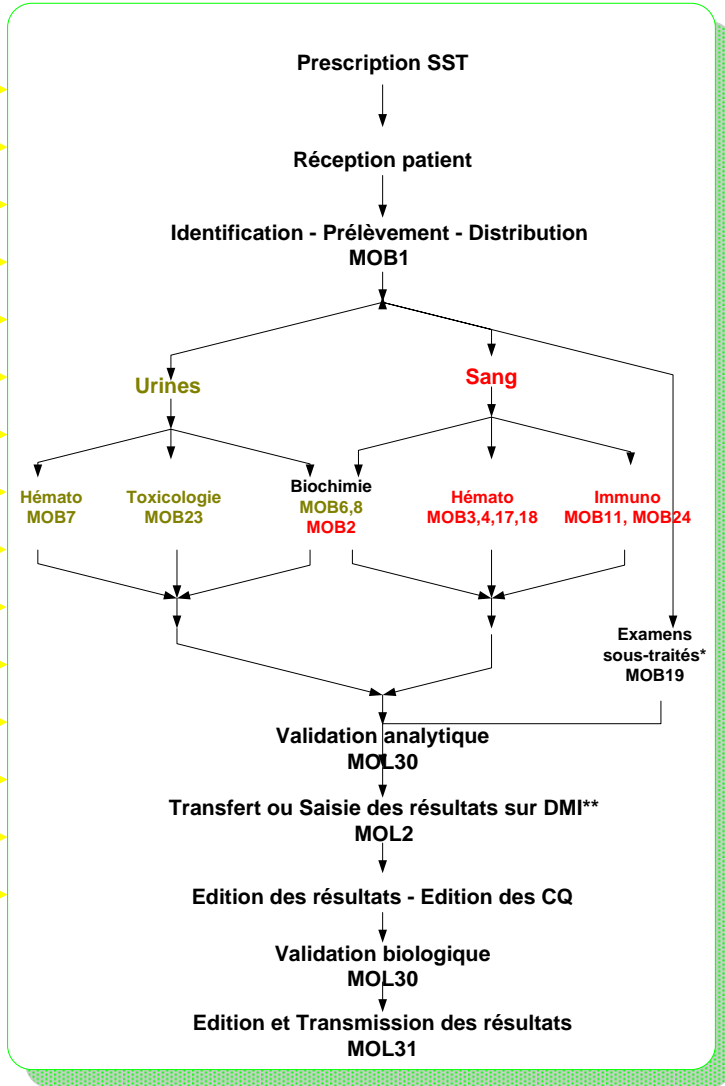 Prescription SST
Réception patient
Identification - Prélèvement - Distribution
MOB1
Urines
Sang
Hémato
MOB7
Toxicologie
MOB23
Biochimie
MOB6,8
MOB2
Hémato
MOB3,4,17,18
Immuno
MOB11, MOB24
Examens
sous-traités*
MOB19
Validation analytique
MOL30
Transfert ou Saisie des résultats sur DMI**
MOL2
Edition des résultats - Edition des CQ
Validation biologique
MOL30
Edition et Transmission des résultats
MOL31